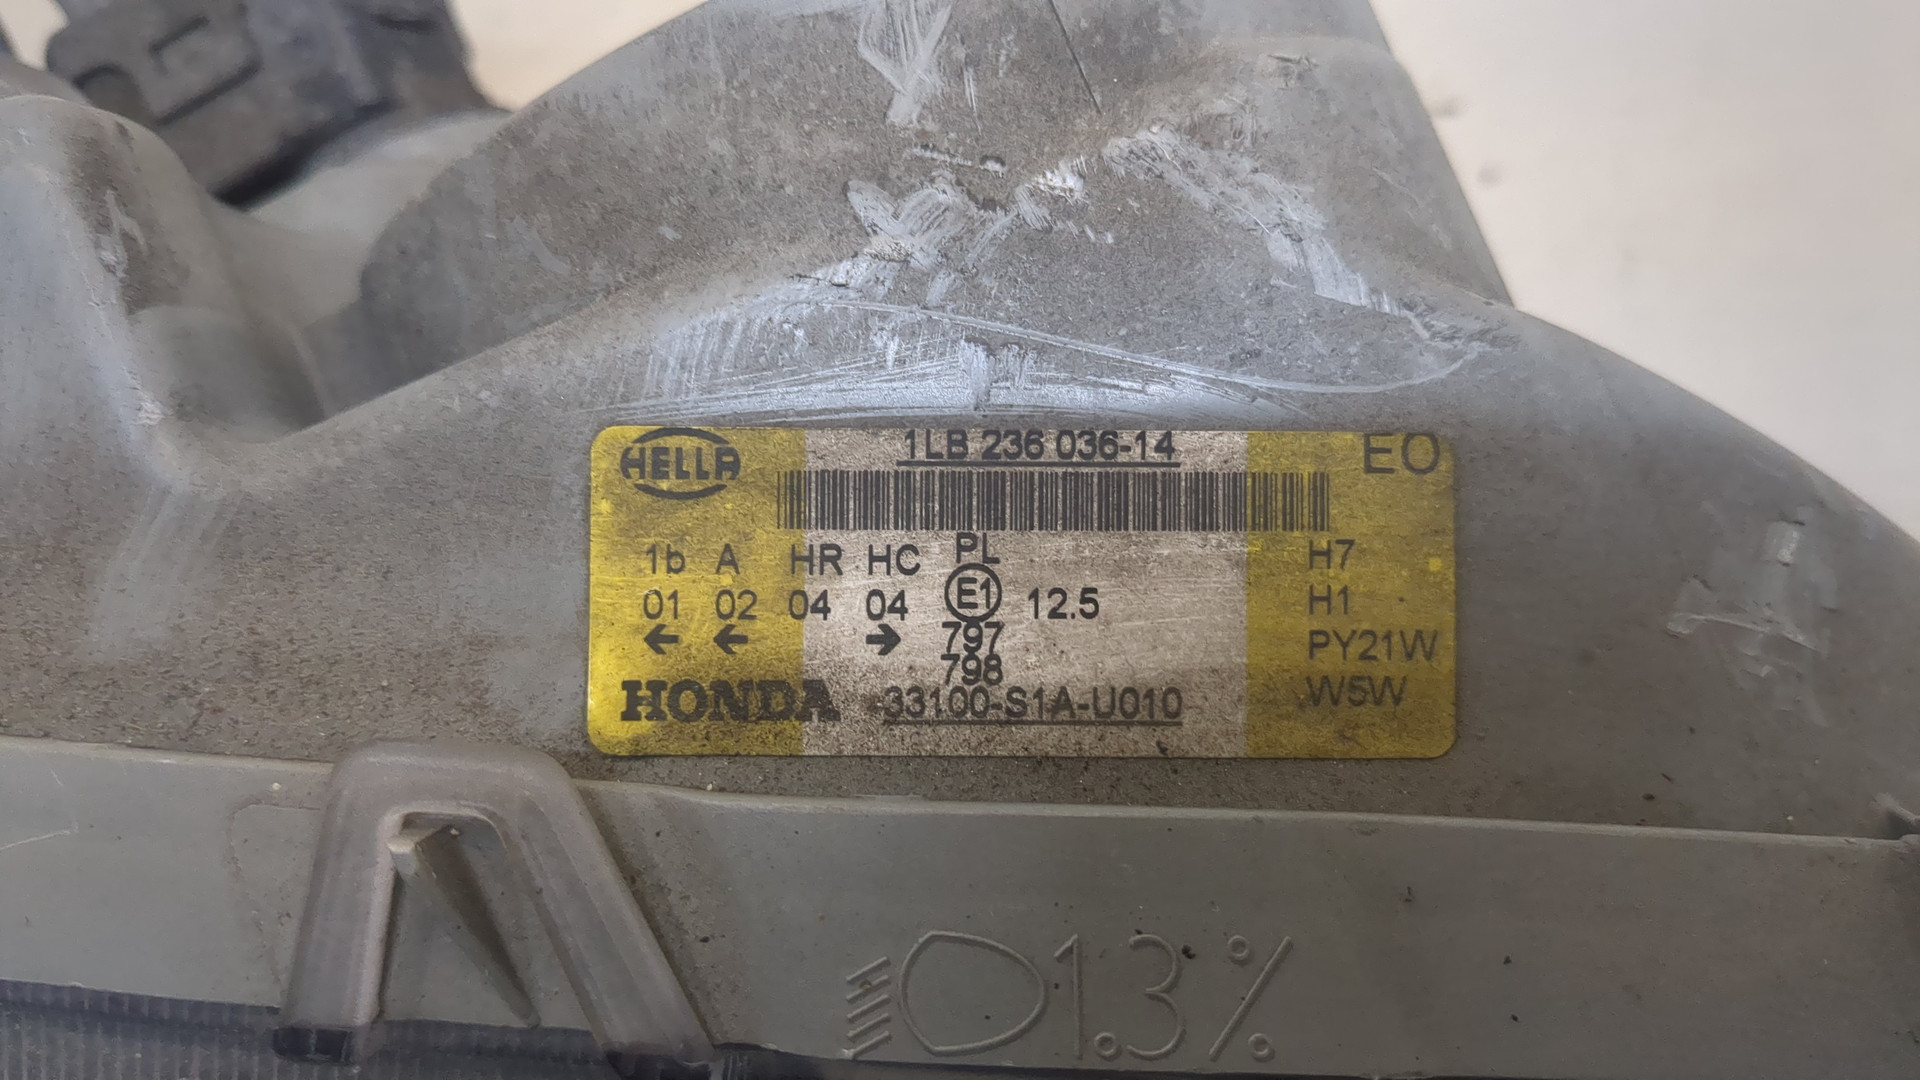 HELLA 1LB 236 036-14 EO
1b A HR HC PL H7
01 02 04 04 E1 12.5 H1
← ← → 797 PY21W
798
HONDA 33100-S1A-U010 W5W
1.3%